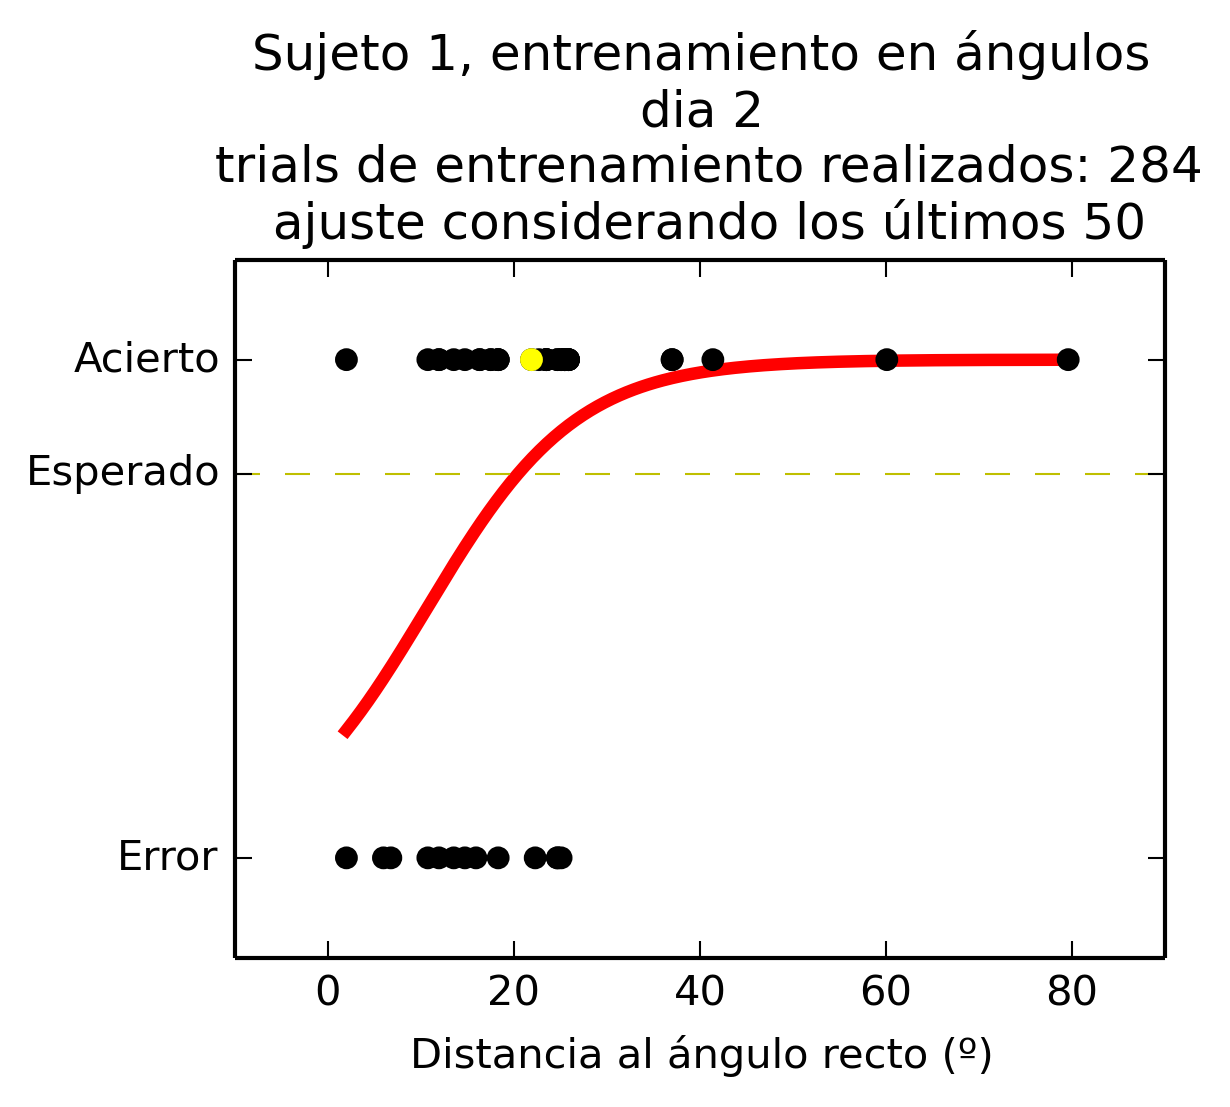 Sujeto 1, entrenamiento en ángulos
dia 2
trials de entrenamiento realizados: 284
ajuste considerando los últimos 50
Acierto
Esperado
Error
0 20 40 60 80
Distancia al ángulo recto (º)